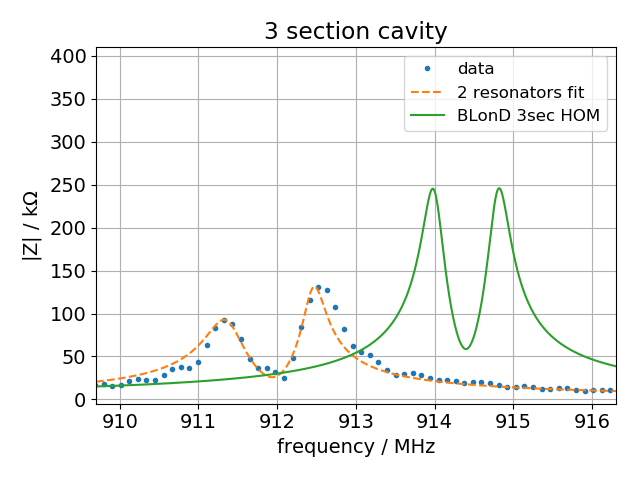 3 section cavity
data
2 resonators fit
BLonD 3sec HOM
|Z| / kΩ
400
350
300
250
200
150
100
50
0
910 911 912 913 914 915 916
frequency / MHz